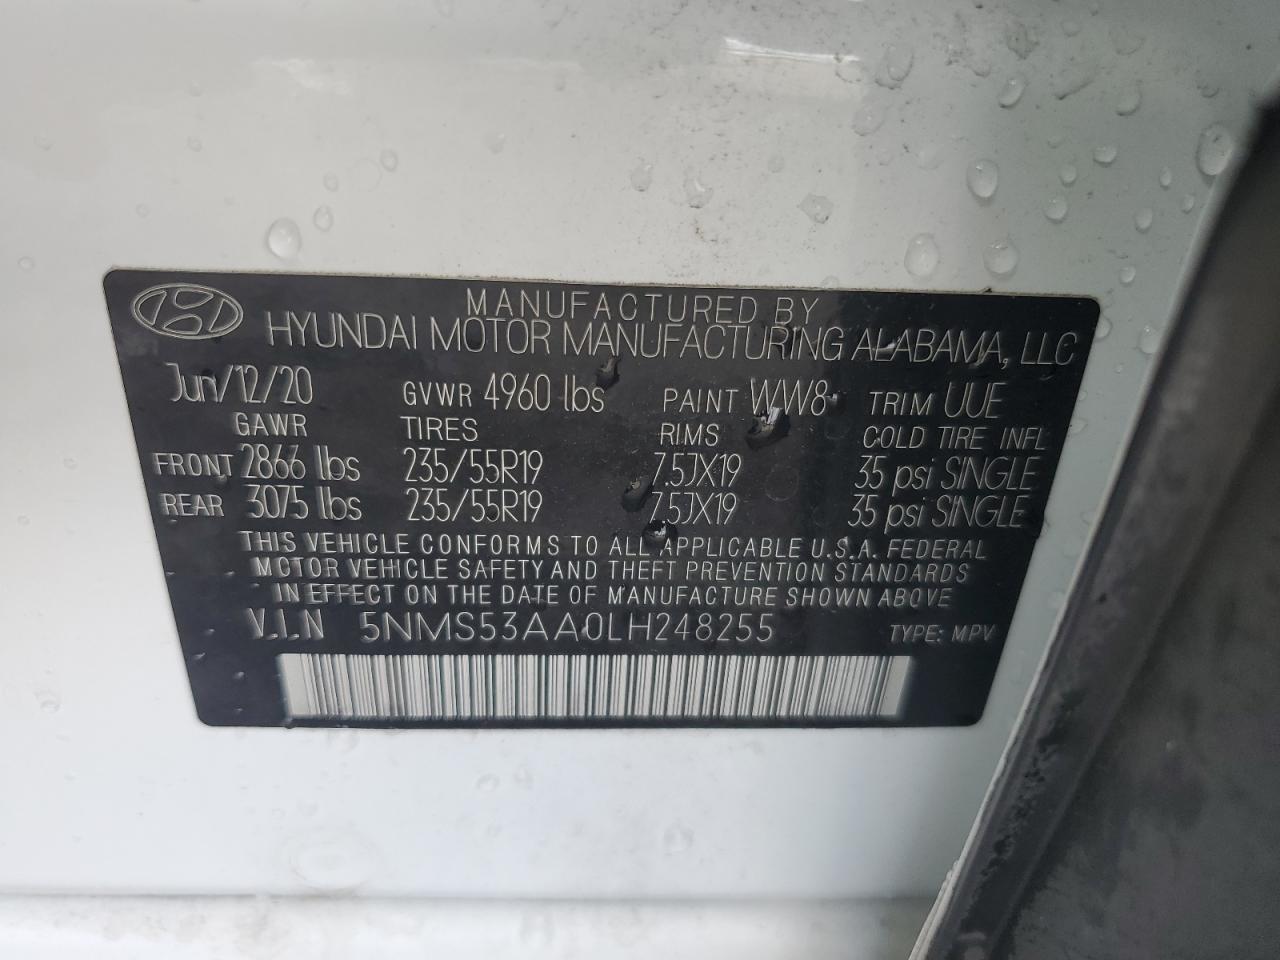 MANUFACTURED BY
HYUNDAI MOTOR MANUFACTURING ALABAMA, LLC
Jun/12/20 GVWR 4960 lbs PAINT WW8 TRIM UUE
GAWR TIRES RIMS COLD TIRE INFL
FRONT 2866 lbs 235/55R19 7.5JX19 35 psi SINGLE
REAR 3075 lbs 235/55R19 7.5JX19 35 psi SINGLE
THIS VEHICLE CONFORMS TO ALL APPLICABLE U.S.A. FEDERAL
MOTOR VEHICLE SAFETY AND THEFT PREVENTION STANDARDS
IN EFFECT ON THE DATE OF MANUFACTURE SHOWN ABOVE
V.I.N 5NMS53AA0LH248255 TYPE: MPV